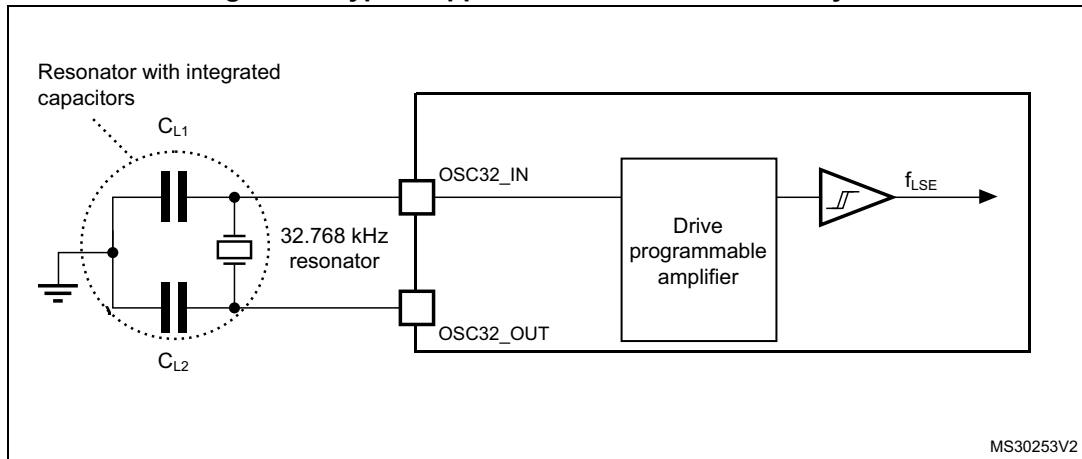 Resonator with integrated
capacitors
CL1
OSC32_IN
fLSE
32.768 kHz
resonator
Drive
programmable
amplifier
OSC32_OUT
CL2
MS30253V2